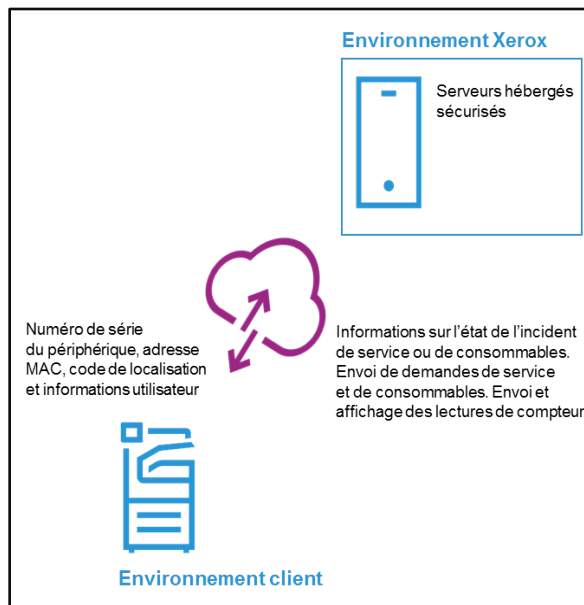 Environnement Xerox
Serveurs hébergés
sécurisés
Numéro de série
du périphérique, adresse
MAC, code de localisation
et informations utilisateur
Informations sur l’état de l’incident
de service ou de consommables.
Envoi de demandes de service
et de consommables. Envoi et
affichage des lectures de compteur
Environnement client